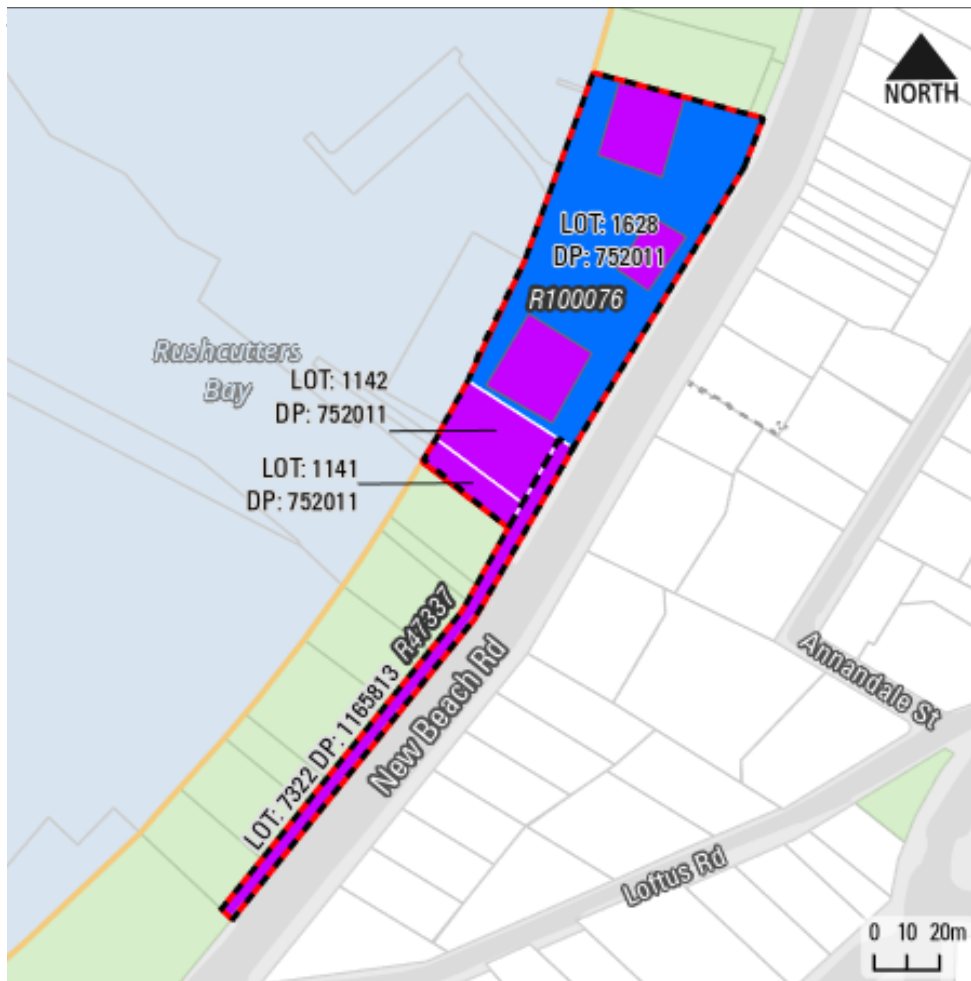 NORTH
LOT: 1628
DP: 752011
R100076
Rushcutters
Bay
LOT: 1142
DP: 752011
LOT: 1141
DP: 752011
R47337
LOT: 7322 DP: 1165813
New Beach Rd
Annandale St
Loftus Rd
0 10 20m